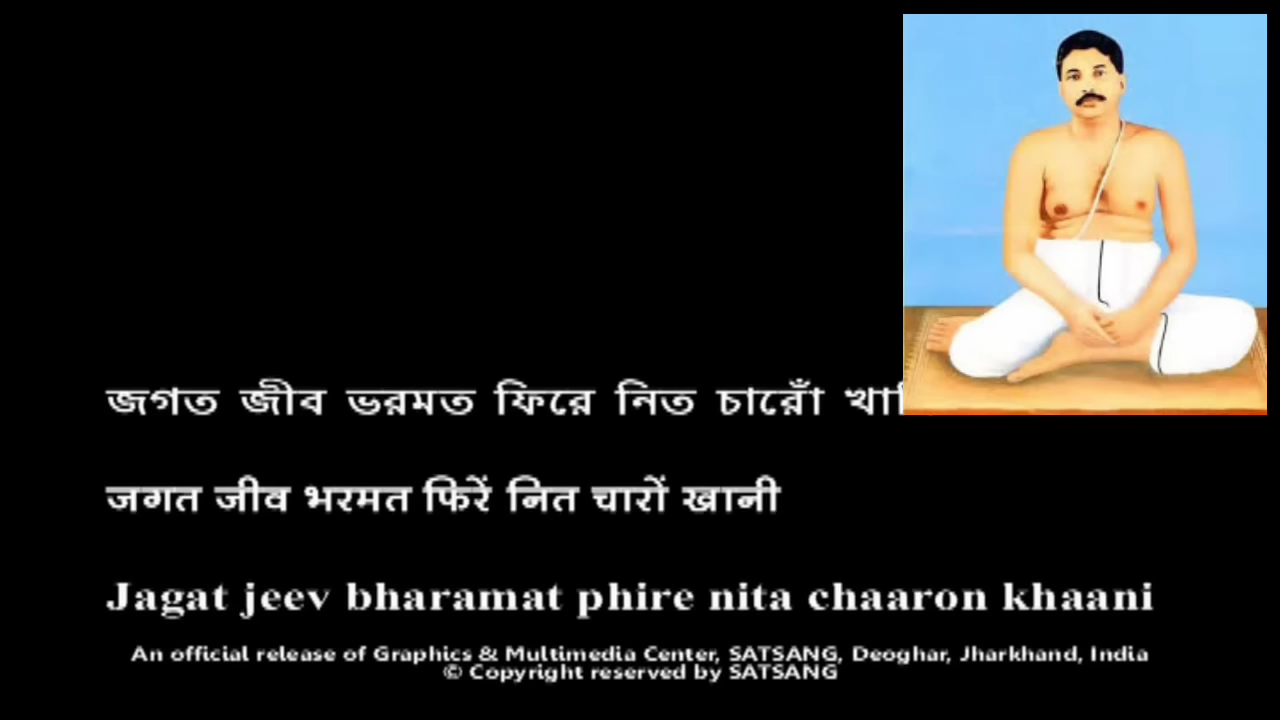 জগত জীব ভরমত ফিরে নিত চারোঁ
जगत जीव भरमत फिरें नित चारों खानी
Jagat jeev bharamat phire nita chaaron khaani
An official release of Graphics & Multimedia Center, SATSANG, Deoghar, Jharkhand, India
© Copyright reserved by SATSANG